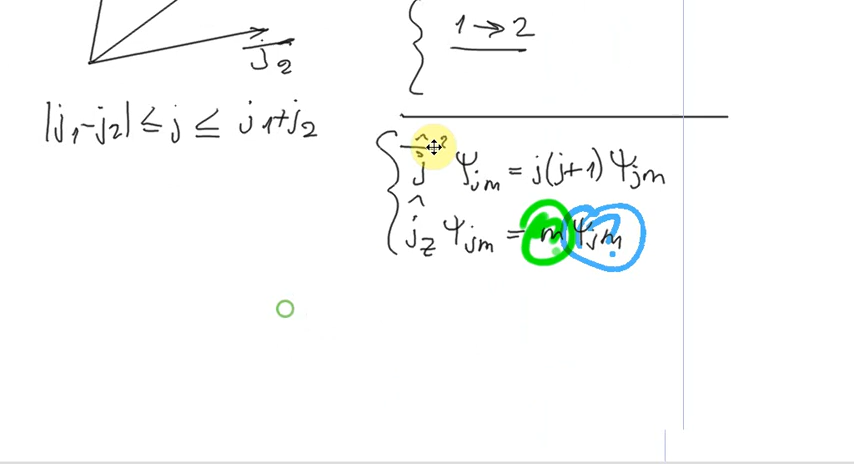 j₂
{ 1 → 2
|j₁-j₂| ≤ j ≤ j₁+j₂
ĵ² Ψjm = j(j+1) Ψjm
ĵz Ψjm = m Ψjm
?